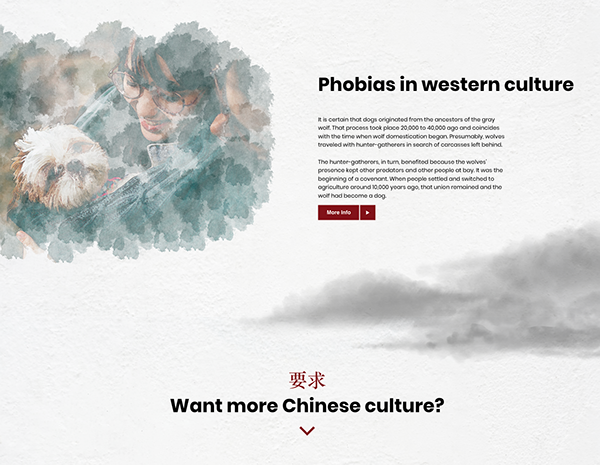 Phobias in western culture
It is certain that dogs originated from the ancestors of the gray
wolf. That process took place 20,000 to 40,000 ago and coincides
with the time when wolf domestication began. Presumably, wolves
traveled with hunter-gatherers in search of carcasses left behind.
The hunter-gatherers, in turn, benefited because the wolves'
presence kept other predators and other people at bay. It was the
beginning of a covenant. When people settled and switched to
agriculture around 10,000 years ago, that union remained and the
wolf had become a dog.
More Info
要求
Want more Chinese culture?